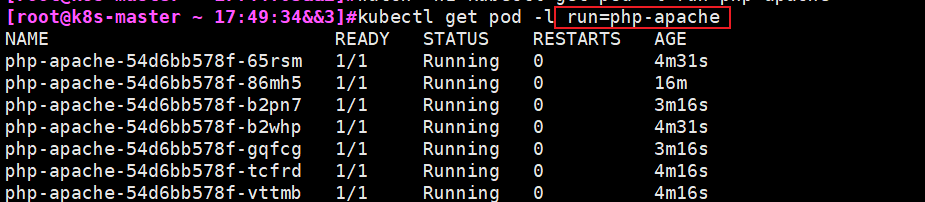 [root@k8s-master ~ 17:49:34&&3]#kubectl get pod -l run=php-apache
NAME READY STATUS RESTARTS AGE
php-apache-54d6bb578f-65rsm 1/1 Running 0 4m31s
php-apache-54d6bb578f-86mh5 1/1 Running 0 16m
php-apache-54d6bb578f-b2pn7 1/1 Running 0 3m16s
php-apache-54d6bb578f-b2whp 1/1 Running 0 4m31s
php-apache-54d6bb578f-gqfcg 1/1 Running 0 3m16s
php-apache-54d6bb578f-tcfrd 1/1 Running 0 4m16s
php-apache-54d6bb578f-vttmb 1/1 Running 0 4m16s